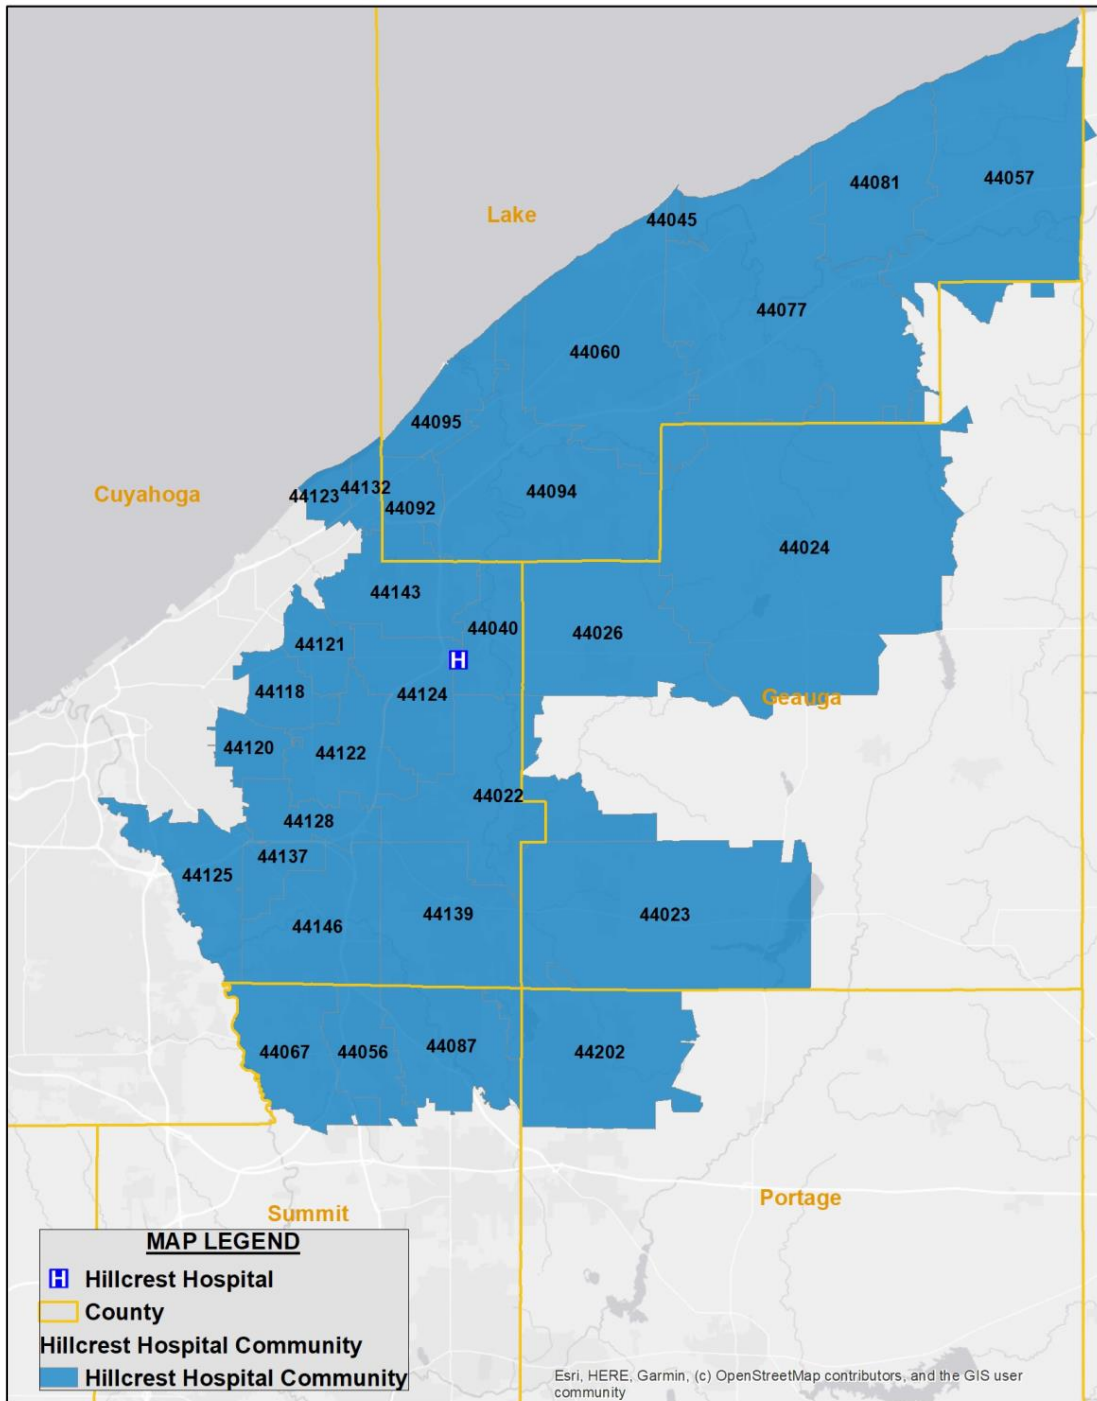 44057
44081
Lake
44045
44077
44060
44095
44132
44123
Cuyahoga
44094
44092
44024
44143
44040
44026
44121
H
44118
44124
Geauga
44120
44122
44022
44128
44137
44125
44139
44023
44146
44087
44067
44056
44202
Portage
Summit
MAP LEGEND
H Hillcrest Hospital
County
Hillcrest Hospital Community
Hillcrest Hospital Community
Esri, HERE, Garmin, (c) OpenStreetMap contributors, and the GIS user
community